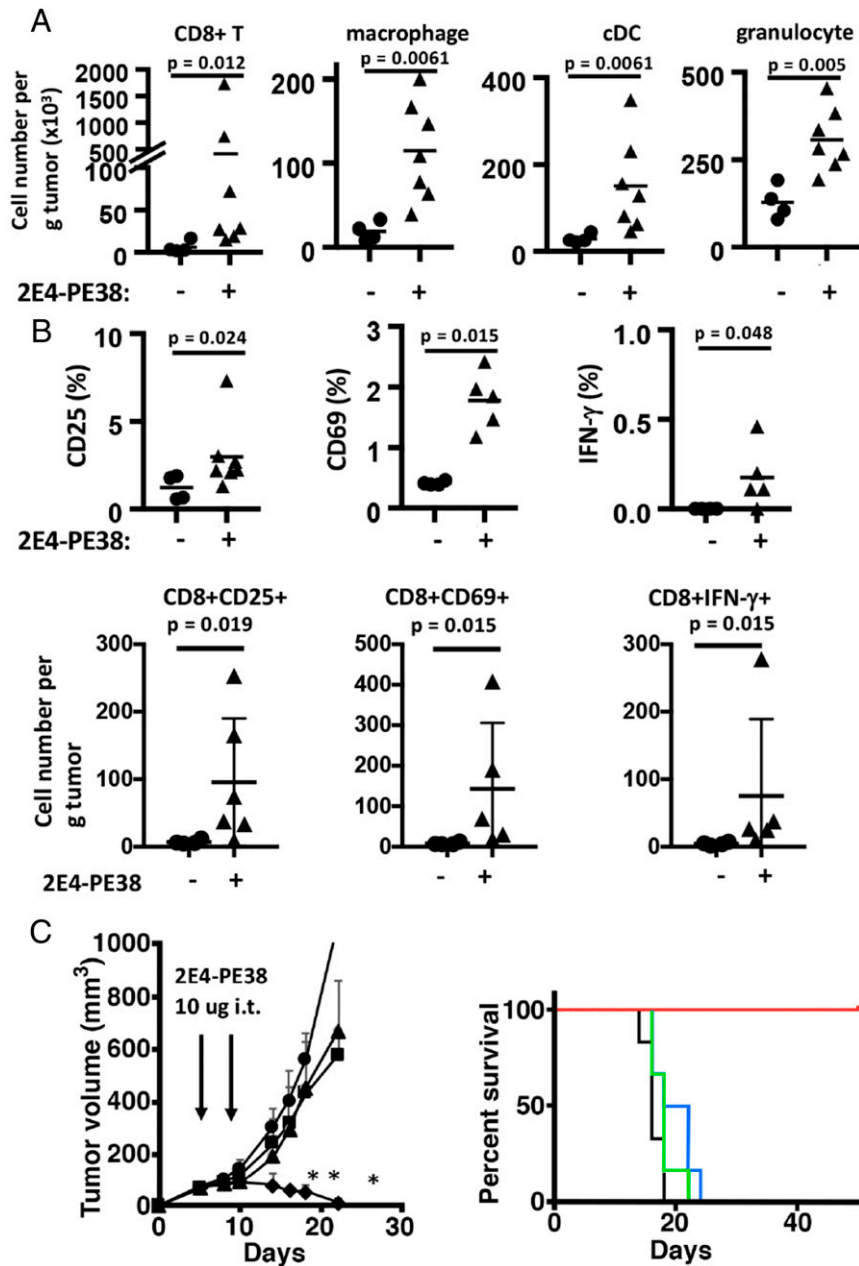 A
CD8+ T
macrophage
cDC
granulocyte
p = 0.012
p = 0.0061
p = 0.0061
p = 0.005
Cell number per
g tumor (x10³)
2000
1500
1000
500
100
50
0
200
100
0
400
200
0
500
250
0
2E4-PE38:
- +
- +
- +
- +
B
p = 0.024
p = 0.015
p = 0.048
CD25 (%)
10
5
0
CD69 (%)
3
2
1
0
IFN-γ (%)
1.0
0.5
0.0
2E4-PE38:
- +
- +
- +
CD8+CD25+
CD8+CD69+
CD8+IFN-γ+
p = 0.019
p = 0.015
p = 0.015
Cell number per
g tumor
300
200
100
0
500
400
300
200
100
0
300
200
100
0
2E4-PE38
- +
- +
- +
C
Tumor volume (mm³)
1000
800
600
400
200
0
2E4-PE38
10 ug i.t.
* * *
0 10 20 30
Days
Percent survival
100
50
0
0 20 40
Days